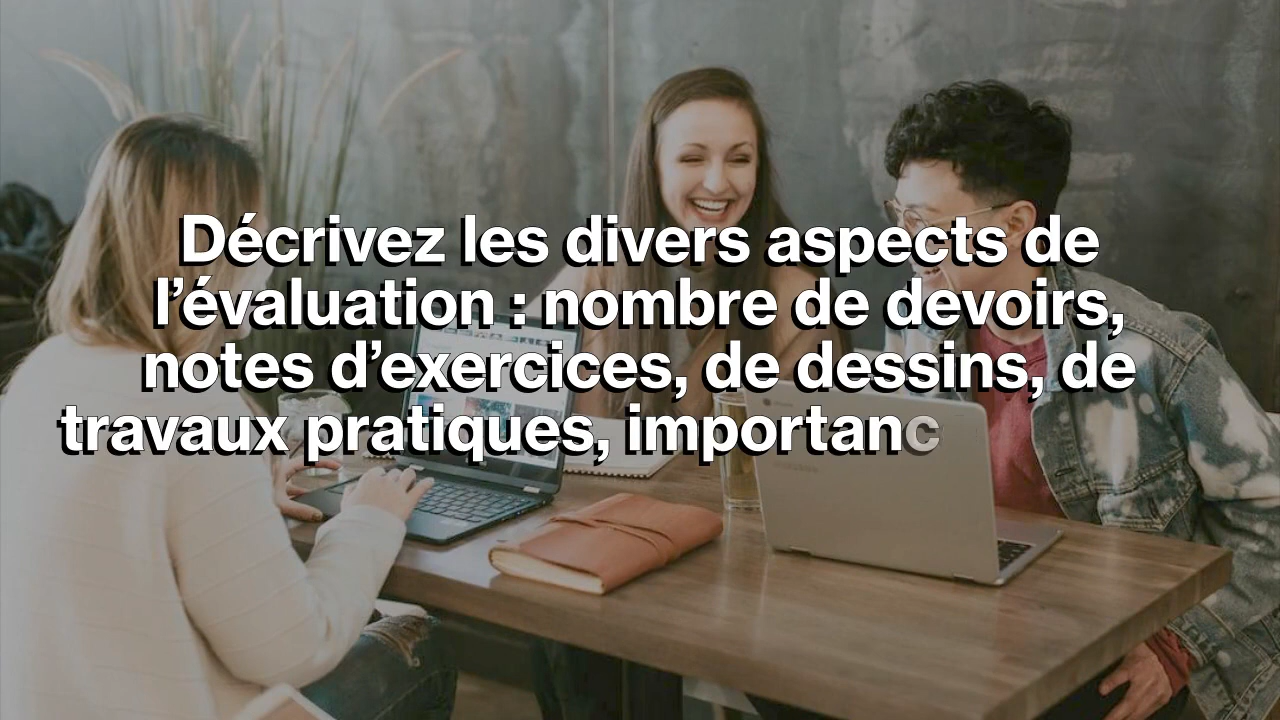 Décrivez les divers aspects de
l’évaluation : nombre de devoirs,
notes d’exercices, de dessins, de
travaux pratiques, importanc